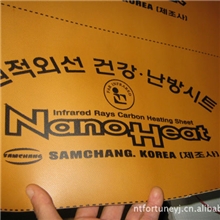 적외선 건강·난방시트
Infrared Rays Carbon Heating Sheet
NanoHeat
SAMCHANG SAMCHANG. KOREA (제조사)
ntfortuneyj.cn.alibaba.com